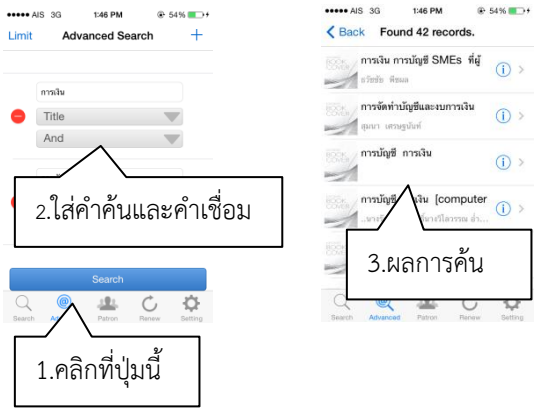 AIS 3G 1:46 PM 54%
Limit Advanced Search +
การเงิน
Title
And
2.ใส่คำค้นและคำเชื่อม
Search
Search Patron Renew Setting
1.คลิกที่ปุ่มนี้
AIS 3G 1:46 PM 54%
Back Found 42 records.
การเงิน การบัญชี SMEs ที่ผู้
ธวัชชัย พืชผล
การจัดทำบัญชีและงบการเงิน
สุมนา เศรษฐนันท์
การบัญชี การเงิน
การบัญชี [computer
3.ผลการค้น
Search Advanced Patron Renew Setting